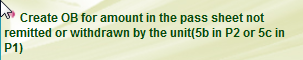 Create OB for amount in the pass sheet not
remitted or withdrawn by the unit(5b in P2 or 5c in
P1)